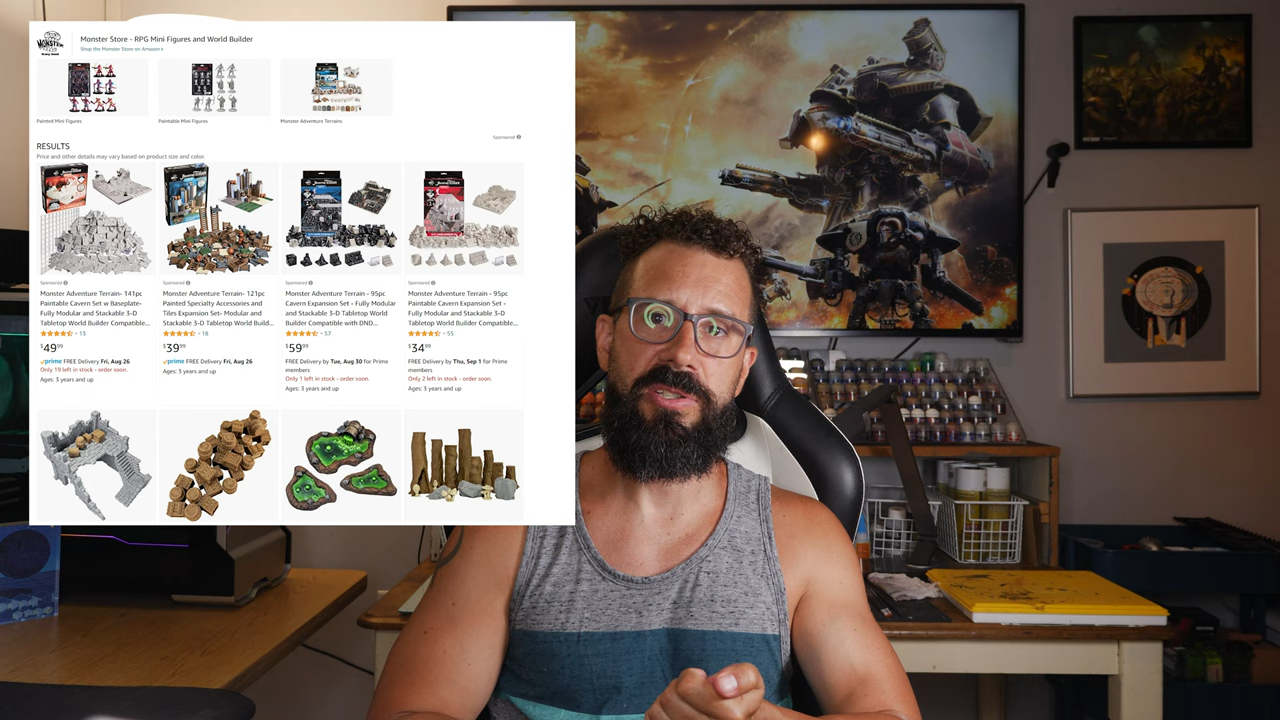 MONSTER
Monster Store - RPG Mini Figures and World Builder
Shop the Monster Store on Amazon ›
Painted Mini Figures
Paintable Mini Figures
Monster Adventure Terrains
Sponsored
RESULTS
Price and other details may vary based on product size and color.
Sponsored
Monster Adventure Terrain- 141pc
Paintable Cavern Set w Baseplate-
Fully Modular and Stackable 3-D
Tabletop World Builder Compatible...
13
$4999
prime FREE Delivery Fri, Aug 26
Only 19 left in stock - order soon.
Ages: 3 years and up
Sponsored
Monster Adventure Terrain- 121pc
Painted Specialty Accessories and
Tiles Expansion Set- Modular and
Stackable 3-D Tabletop World Build...
18
$3999
prime FREE Delivery Fri, Aug 26
Ages: 3 years and up
Sponsored
Monster Adventure Terrain - 95pc
Cavern Expansion Set - Fully Modular
and Stackable 3-D Tabletop World
Builder Compatible with DND...
57
$5999
FREE Delivery by Tue, Aug 30 for Prime
members
Only 1 left in stock - order soon.
Ages: 3 years and up
Sponsored
Monster Adventure Terrain - 95pc
Paintable Cavern Expansion Set -
Fully Modular and Stackable 3-D
Tabletop World Builder Compatible...
55
$3499
FREE Delivery by Thu, Sep 1 for Prime
members
Only 2 left in stock - order soon.
Ages: 3 years and up